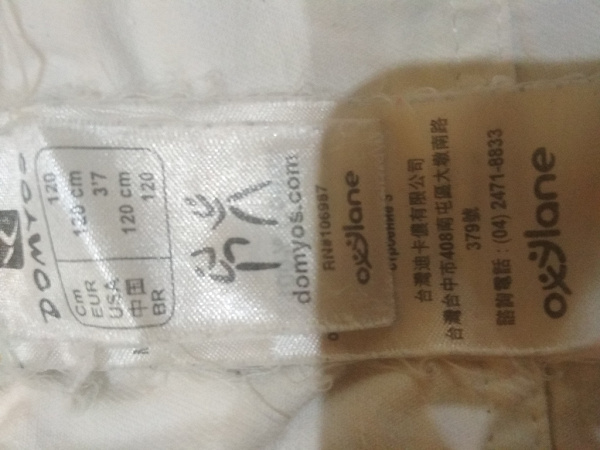 DOMYOS
Cm 120
EUR 120 cm
USA 3'7
中国 120 cm
BR 120
domyos.com
RN#106987
oxylane
台灣迪卡儂有限公司
台灣台中市408南屯區大墩南路
379號
諮詢電話：(04) 2471-8833
oxylane